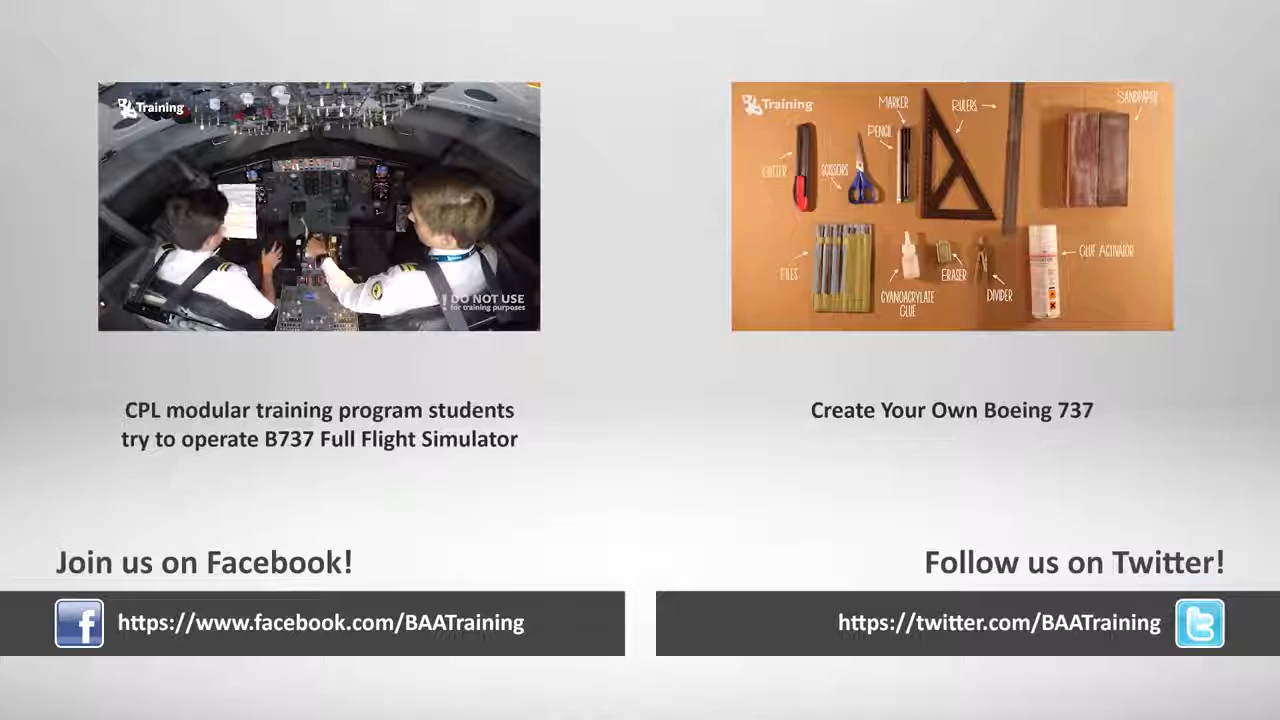 Training
! DO NOT USE
for training purposes
Training
MARKER
RULERS
SANDPAPER
PENCIL
CUTTER
SCISSORS
FILES
CYANOACRYLATE
GLUE
ERASER
DIVIDER
GLUE ACTIVATOR
CPL modular training program students
try to operate B737 Full Flight Simulator
Create Your Own Boeing 737
Join us on Facebook!
Follow us on Twitter!
https://www.facebook.com/BAATraining
https://twitter.com/BAATraining